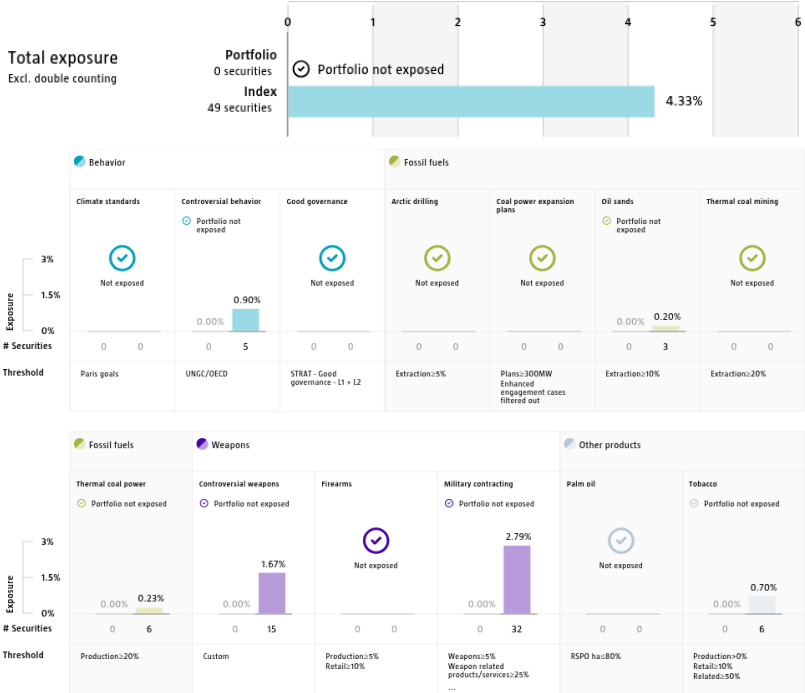 0 1 2 3 4 5 6
Total exposure
Excl. double counting
Portfolio
0 securities
Portfolio not exposed
Index
49 securities
4.33%
Behavior
Fossil fuels
Climate standards
Controversial behavior
Good governance
Arctic drilling
Coal power expansion
plans
Oil sands
Thermal coal mining
Portfolio not
exposed
Portfolio not
exposed
Not exposed
Not exposed
Not exposed
Not exposed
Not exposed
Exposure
3%
1.5%
0%
0.00% 0.90%
0.00% 0.20%
# Securities 0 0 0 5 0 0 0 0 0 0 0 3 0 0
Threshold
Paris goals
UNGC/OECD
STRAT - Good
governance - L1 + L2
Extraction≥5%
Plans≥300MW
Enhanced
engagement cases
filtered out
Extraction≥10%
Extraction≥20%
Fossil fuels
Weapons
Other products
Thermal coal power
Controversial weapons
Firearms
Military contracting
Palm oil
Tobacco
Portfolio not exposed
Portfolio not exposed
Portfolio not exposed
Portfolio not exposed
Not exposed
Not exposed
Exposure
3%
1.5%
0%
0.00% 0.23%
0.00% 1.67%
0.00% 2.79%
0.00% 0.70%
# Securities 0 6 0 15 0 0 0 32 0 0 0 6
Threshold
Production≥20%
Custom
Production≥5%
Retail≥10%
Weapons≥5%
Weapon related
products/services≥25%
...
RSPO ha≤80%
Production>0%
Retail≥10%
Related≥50%